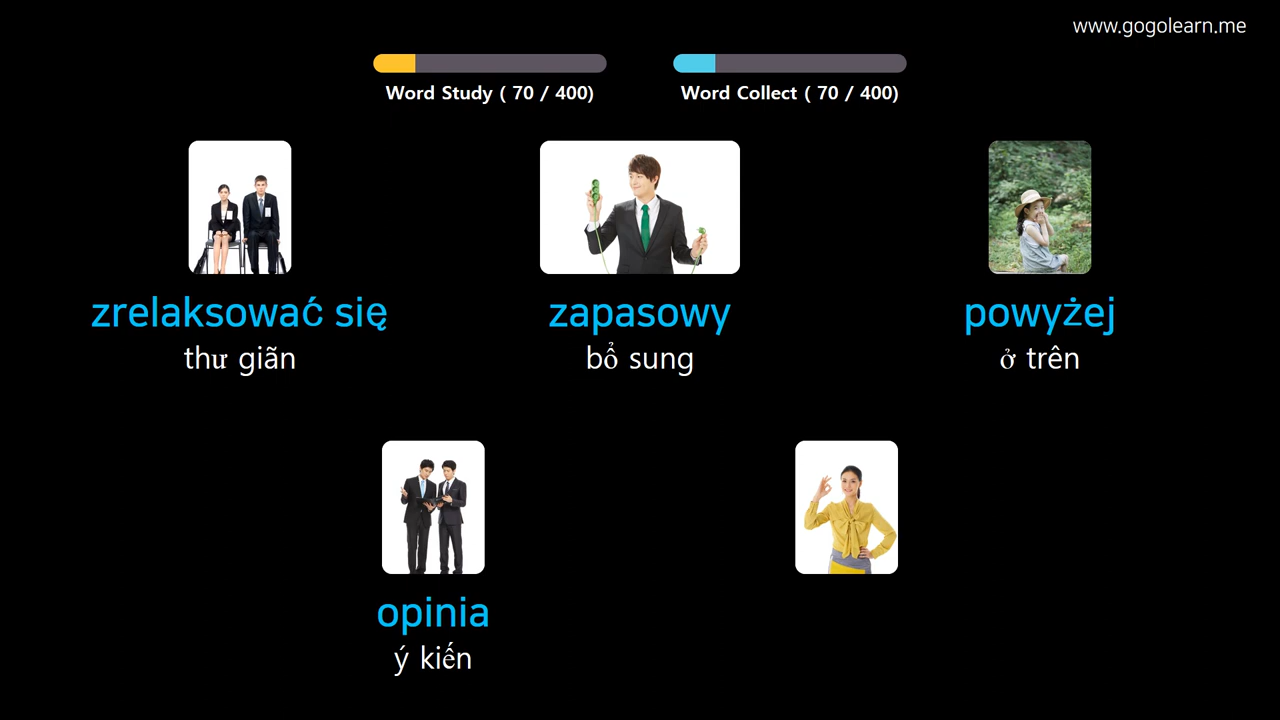 www.gogolearn.me
Word Study ( 70 / 400)
Word Collect ( 70 / 400)
zrelaksować się
thư giãn
zapasowy
bổ sung
powyżej
ở trên
opinia
ý kiến